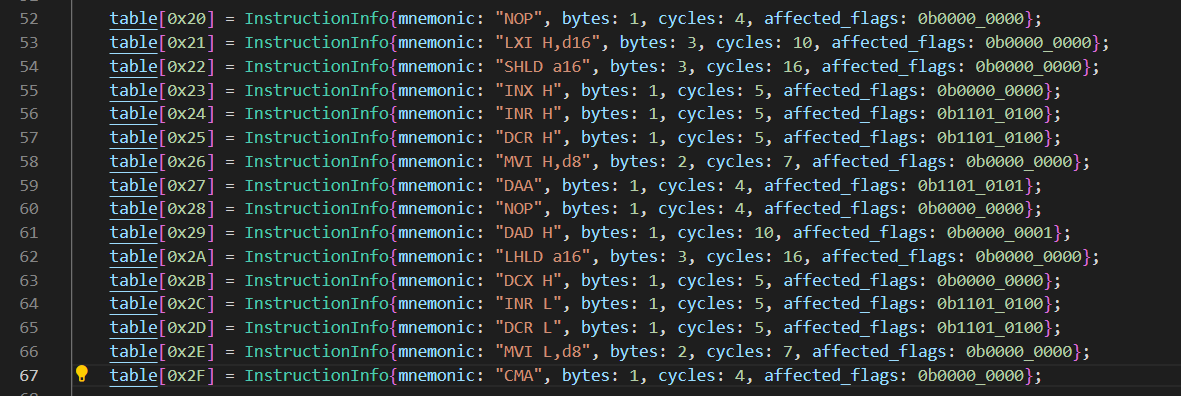 52 table[0x20] = InstructionInfo{mnemonic: "NOP", bytes: 1, cycles: 4, affected_flags: 0b0000_0000};
53 table[0x21] = InstructionInfo{mnemonic: "LXI H,d16", bytes: 3, cycles: 10, affected_flags: 0b0000_0000};
54 table[0x22] = InstructionInfo{mnemonic: "SHLD a16", bytes: 3, cycles: 16, affected_flags: 0b0000_0000};
55 table[0x23] = InstructionInfo{mnemonic: "INX H", bytes: 1, cycles: 5, affected_flags: 0b0000_0000};
56 table[0x24] = InstructionInfo{mnemonic: "INR H", bytes: 1, cycles: 5, affected_flags: 0b1101_0100};
57 table[0x25] = InstructionInfo{mnemonic: "DCR H", bytes: 1, cycles: 5, affected_flags: 0b1101_0100};
58 table[0x26] = InstructionInfo{mnemonic: "MVI H,d8", bytes: 2, cycles: 7, affected_flags: 0b0000_0000};
59 table[0x27] = InstructionInfo{mnemonic: "DAA", bytes: 1, cycles: 4, affected_flags: 0b1101_0101};
60 table[0x28] = InstructionInfo{mnemonic: "NOP", bytes: 1, cycles: 4, affected_flags: 0b0000_0000};
61 table[0x29] = InstructionInfo{mnemonic: "DAD H", bytes: 1, cycles: 10, affected_flags: 0b0000_0001};
62 table[0x2A] = InstructionInfo{mnemonic: "LHLD a16", bytes: 3, cycles: 16, affected_flags: 0b0000_0000};
63 table[0x2B] = InstructionInfo{mnemonic: "DCX H", bytes: 1, cycles: 5, affected_flags: 0b0000_0000};
64 table[0x2C] = InstructionInfo{mnemonic: "INR L", bytes: 1, cycles: 5, affected_flags: 0b1101_0100};
65 table[0x2D] = InstructionInfo{mnemonic: "DCR L", bytes: 1, cycles: 5, affected_flags: 0b1101_0100};
66 table[0x2E] = InstructionInfo{mnemonic: "MVI L,d8", bytes: 2, cycles: 7, affected_flags: 0b0000_0000};
67 table[0x2F] = InstructionInfo{mnemonic: "CMA", bytes: 1, cycles: 4, affected_flags: 0b0000_0000};